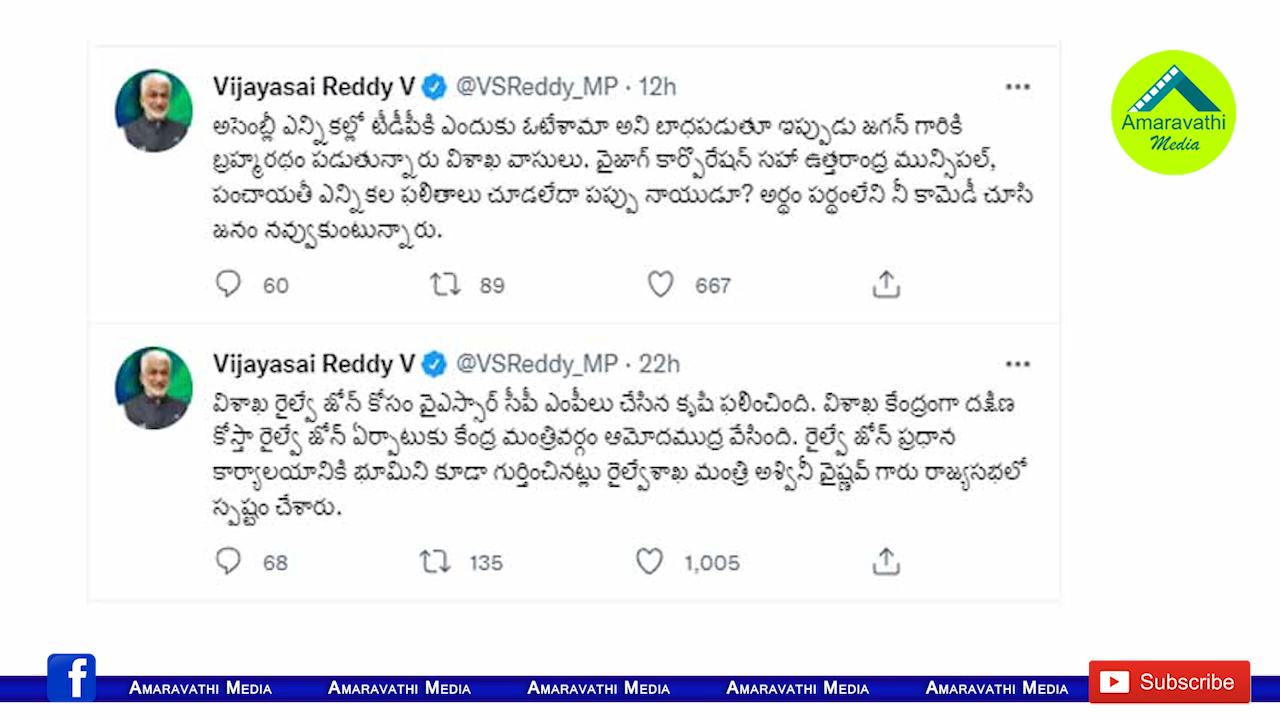 Vijayasai Reddy V @VSReddy_MP · 12h
అసెంబ్లీ ఎన్నికల్లో టీడీపీకి ఎందుకు ఓటేశామా అని బాధపడుతూ ఇప్పుడు జగన్ గారికి
బ్రహ్మరథం పడుతున్నారు విశాఖ వాసులు. వైజాగ్ కార్పొరేషన్ సహా ఉత్తరాంధ్ర మున్సిపల్,
పంచాయతీ ఎన్నికల ఫలితాలు చూడలేదా పప్పు నాయుడూ? అర్థం పర్థంలేని నీ కామెడీ చూసి
జనం నవ్వుకుంటున్నారు.
60 89 667
Vijayasai Reddy V @VSReddy_MP · 22h
విశాఖ రైల్వే జోన్ కోసం వైఎస్సార్ సీపీ ఎంపీలు చేసిన కృషి ఫలించింది. విశాఖ కేంద్రంగా దక్షిణ
కోస్తా రైల్వే జోన్ ఏర్పాటుకు కేంద్ర మంత్రివర్గం ఆమోదముద్ర వేసింది. రైల్వే జోన్ ప్రధాన
కార్యాలయానికి భూమిని కూడా గుర్తించినట్లు రైల్వేశాఖ మంత్రి అశ్వినీ వైష్ణవ్ గారు రాజ్యసభలో
స్పష్టం చేశారు.
68 135 1,005
Amaravathi
Media
Amaravathi Media Amaravathi Media Amaravathi Media Amaravathi Media Amaravathi Media
Subscribe